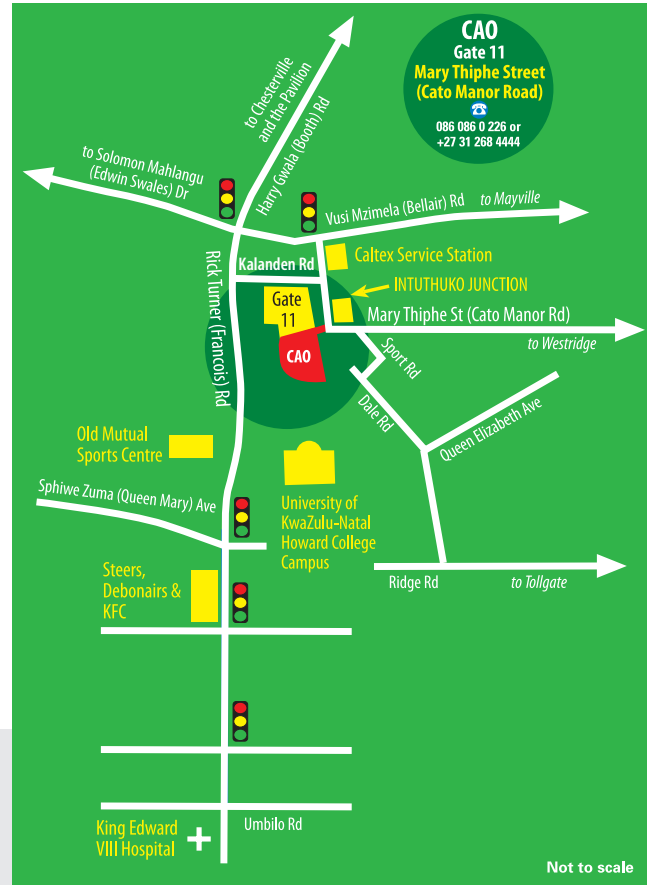 CAO
Gate 11
Mary Thiphe Street
(Cato Manor Road)
086 086 0 226 or
+27 31 268 4444
to Chesterville
and the Pavilion
Harry Gwala (Booth) Rd
to Solomon Mahlangu
(Edwin Swales) Dr
Vusi Mzimela (Bellair) Rd
to Mayville
Kalanden Rd
Caltex Service Station
INTUTHUKO JUNCTION
Gate
11
Mary Thiphe St (Cato Manor Rd)
to Westridge
CAO
Sport Rd
Rick Turner (Francois) Rd
Dale Rd
Queen Elizabeth Ave
Old Mutual
Sports Centre
Sphiwe Zuma (Queen Mary) Ave
University of
KwaZulu-Natal
Howard College
Campus
Steers,
Debonairs &
KFC
Ridge Rd
to Tollgate
Umbilo Rd
King Edward
VIII Hospital
Not to scale